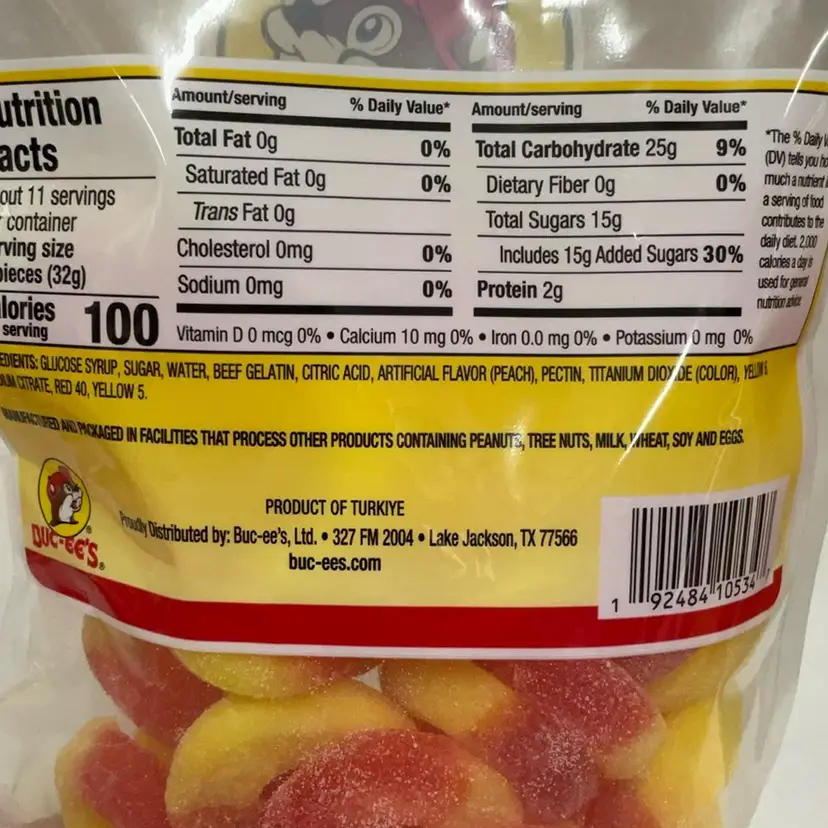 utrition
acts
out 11 servings
container
rving size
pieces (32g)
lories
serving
100
Amount/serving % Daily Value*
Total Fat 0g 0%
Saturated Fat 0g 0%
Trans Fat 0g
Cholesterol 0mg 0%
Sodium 0mg 0%
Amount/serving % Daily Value*
Total Carbohydrate 25g 9%
Dietary Fiber 0g 0%
Total Sugars 15g
Includes 15g Added Sugars 30%
Protein 2g
Vitamin D 0 mcg 0% • Calcium 10 mg 0% • Iron 0.0 mg 0% • Potassium 0 mg 0%
*The % Daily
(DV) tells you
much a nutrient
a serving of food
contributes to the
daily diet. 2,000
calories a day is
used for general
nutrition advice.
EDIENTS: GLUCOSE SYRUP, SUGAR, WATER, BEEF GELATIN, CITRIC ACID, ARTIFICIAL FLAVOR (PEACH), PECTIN, TITANIUM DIOXIDE (COLOR),
CITRATE, RED 40, YELLOW 5.
MANUFACTURED AND PACKAGED IN FACILITIES THAT PROCESS OTHER PRODUCTS CONTAINING PEANUTS, TREE NUTS, MILK, WHEAT, SOY AND EGGS.
BUC-EE'S®
PRODUCT OF TURKIYE
Proudly Distributed by: Buc-ee's, Ltd. • 327 FM 2004 • Lake Jackson, TX 77566
buc-ees.com
1 92484 10534 7